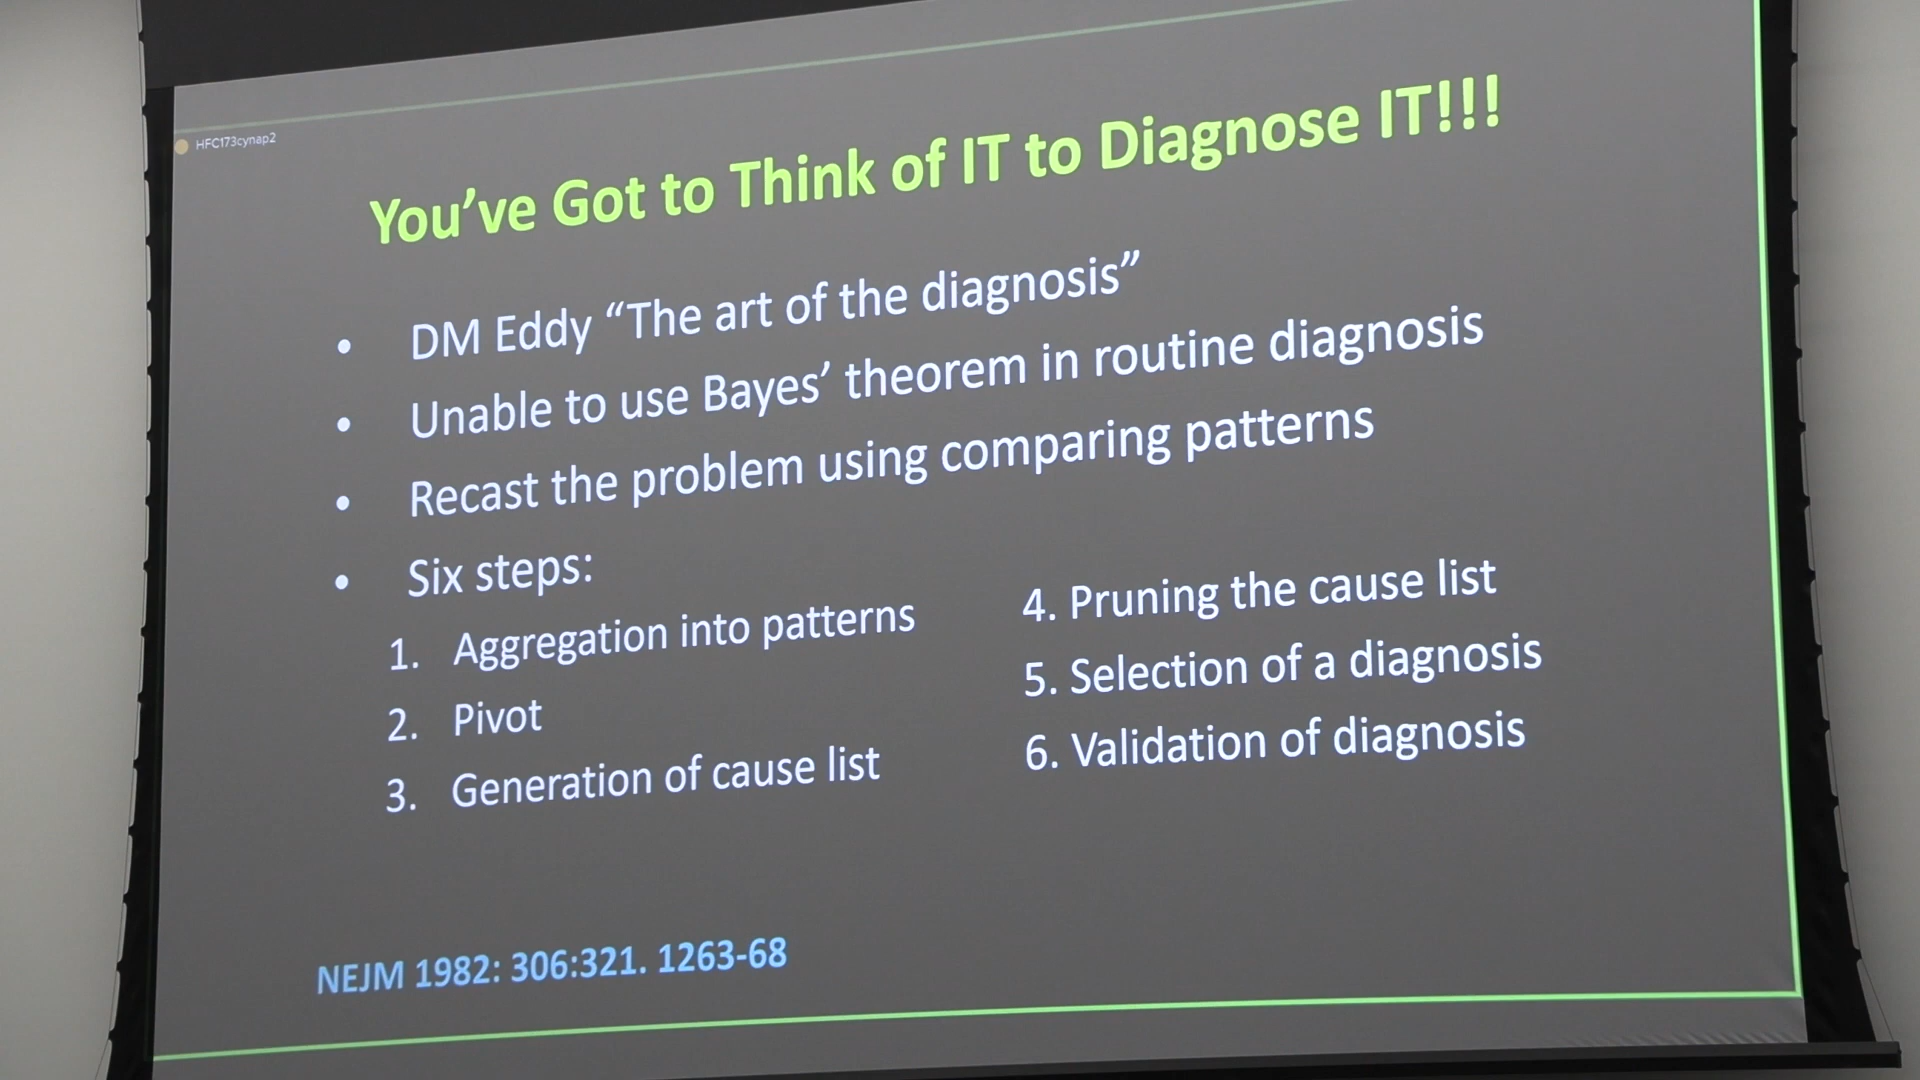 HFC173cynap2
You’ve Got to Think of IT to Diagnose IT!!!
• DM Eddy “The art of the diagnosis”
• Unable to use Bayes’ theorem in routine diagnosis
• Recast the problem using comparing patterns
• Six steps:
1. Aggregation into patterns
2. Pivot
3. Generation of cause list
4. Pruning the cause list
5. Selection of a diagnosis
6. Validation of diagnosis
NEJM 1982: 306:321. 1263-68